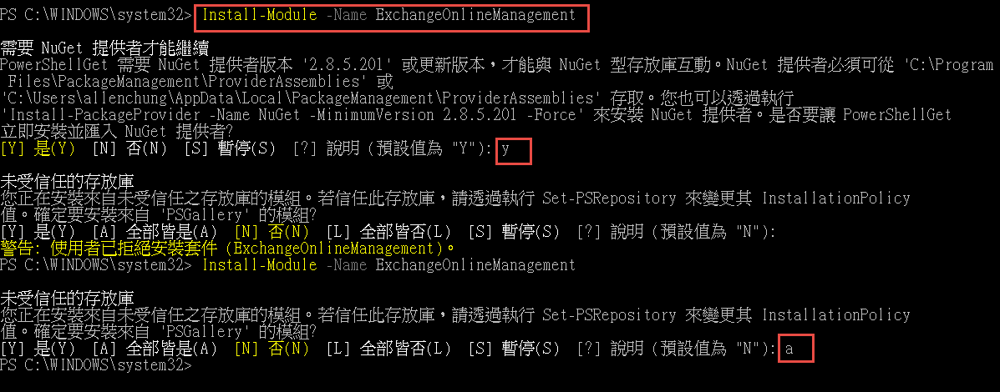 PS C:\WINDOWS\system32> Install-Module -Name ExchangeOnlineManagement
需要 NuGet 提供者才能繼續
PowerShellGet 需要 NuGet 提供者版本 '2.8.5.201' 或更新版本，才能與 NuGet 型存放庫互動。NuGet 提供者必須可從 'C:\Program
Files\PackageManagement\ProviderAssemblies' 或
'C:\Users\allenchung\AppData\Local\PackageManagement\ProviderAssemblies' 存取。您也可以透過執行
'Install-PackageProvider -Name NuGet -MinimumVersion 2.8.5.201 -Force' 來安裝 NuGet 提供者。是否要讓 PowerShellGet
立即安裝並匯入 NuGet 提供者?
[Y] 是(Y)  [N] 否(N)  [S] 暫停(S)  [?] 說明 (預設值為 "Y"): y
未受信任的存放庫
您正在安裝來自未受信任之存放庫的模組。若信任此存放庫，請透過執行 Set-PSRepository 來變更其 InstallationPolicy
值。確定要安裝來自 'PSGallery' 的模組?
[Y] 是(Y)  [A] 全部皆是(A)  [N] 否(N)  [L] 全部皆否(L)  [S] 暫停(S)  [?] 說明 (預設值為 "N"):
警告: 使用者已拒絕安裝套件 (ExchangeOnlineManagement)。
PS C:\WINDOWS\system32> Install-Module -Name ExchangeOnlineManagement
未受信任的存放庫
您正在安裝來自未受信任之存放庫的模組。若信任此存放庫，請透過執行 Set-PSRepository 來變更其 InstallationPolicy
值。確定要安裝來自 'PSGallery' 的模組?
[Y] 是(Y)  [A] 全部皆是(A)  [N] 否(N)  [L] 全部皆否(L)  [S] 暫停(S)  [?] 說明 (預設值為 "N"): a
PS C:\WINDOWS\system32>